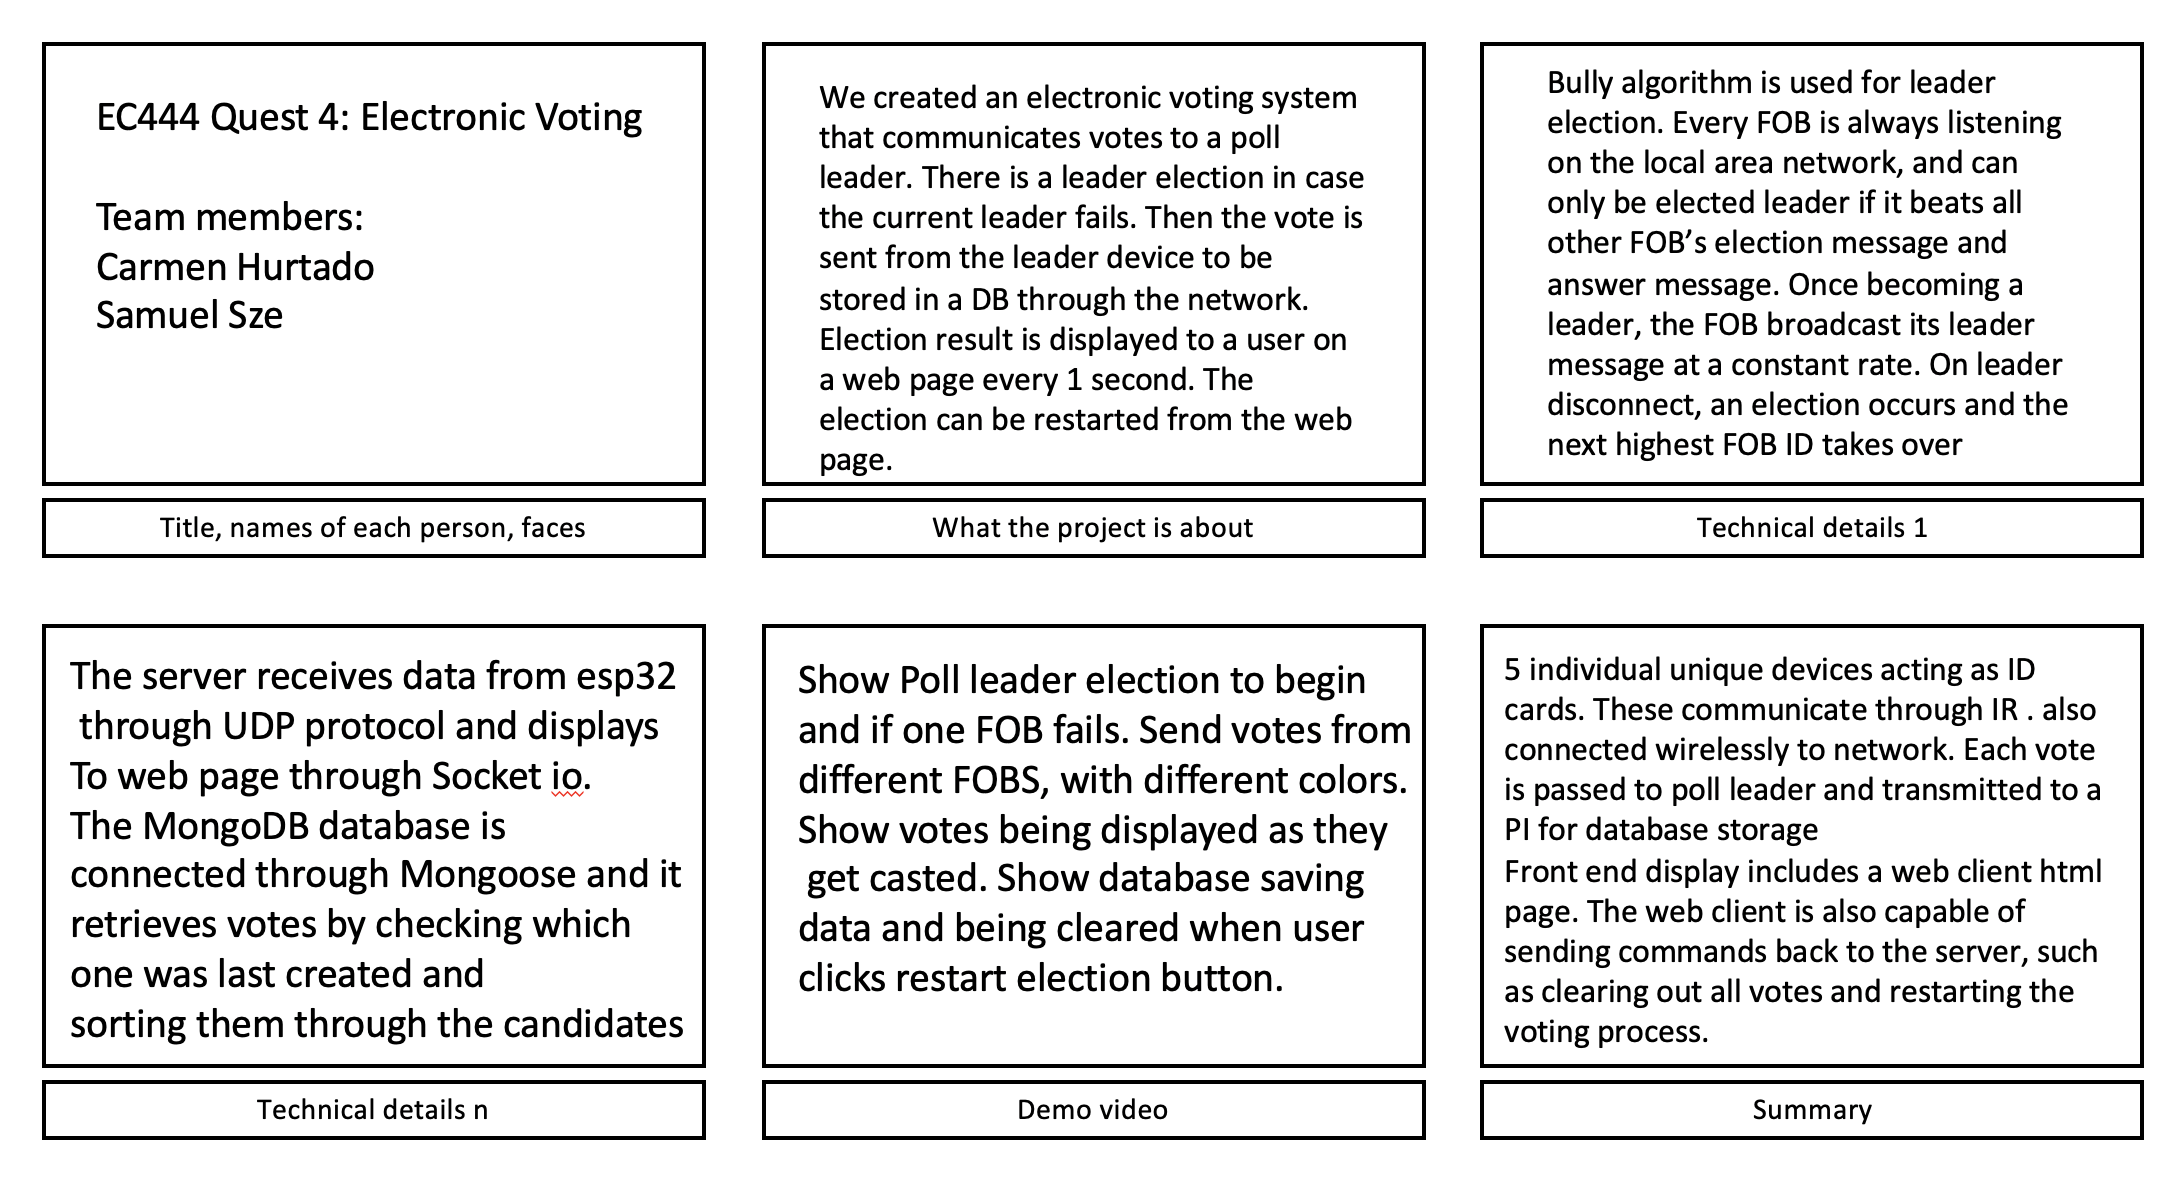 EC444 Quest 4: Electronic Voting
Team members:
Carmen Hurtado
Samuel Sze
Title, names of each person, faces
We created an electronic voting system
that communicates votes to a poll
leader. There is a leader election in case
the current leader fails. Then the vote is
sent from the leader device to be
stored in a DB through the network.
Election result is displayed to a user on
a web page every 1 second. The
election can be restarted from the web
page.
What the project is about
Bully algorithm is used for leader
election. Every FOB is always listening
on the local area network, and can
only be elected leader if it beats all
other FOB’s election message and
answer message. Once becoming a
leader, the FOB broadcast its leader
message at a constant rate. On leader
disconnect, an election occurs and the
next highest FOB ID takes over
Technical details 1
The server receives data from esp32
through UDP protocol and displays
To web page through Socket io.
The MongoDB database is
connected through Mongoose and it
retrieves votes by checking which
one was last created and
sorting them through the candidates
Technical details n
Show Poll leader election to begin
and if one FOB fails. Send votes from
different FOBS, with different colors.
Show votes being displayed as they
get casted. Show database saving
data and being cleared when user
clicks restart election button.
Demo video
5 individual unique devices acting as ID
cards. These communicate through IR . also
connected wirelessly to network. Each vote
is passed to poll leader and transmitted to a
PI for database storage
Front end display includes a web client html
page. The web client is also capable of
sending commands back to the server, such
as clearing out all votes and restarting the
voting process.
Summary